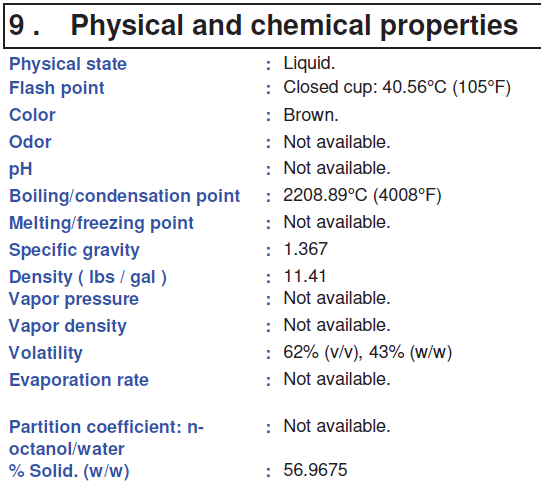 9 . Physical and chemical properties
Physical state : Liquid.
Flash point : Closed cup: 40.56°C (105°F)
Color : Brown.
Odor : Not available.
pH : Not available.
Boiling/condensation point : 2208.89°C (4008°F)
Melting/freezing point : Not available.
Specific gravity : 1.367
Density ( lbs / gal ) : 11.41
Vapor pressure : Not available.
Vapor density : Not available.
Volatility : 62% (v/v), 43% (w/w)
Evaporation rate : Not available.
Partition coefficient: n- : Not available.
octanol/water
% Solid. (w/w) : 56.9675